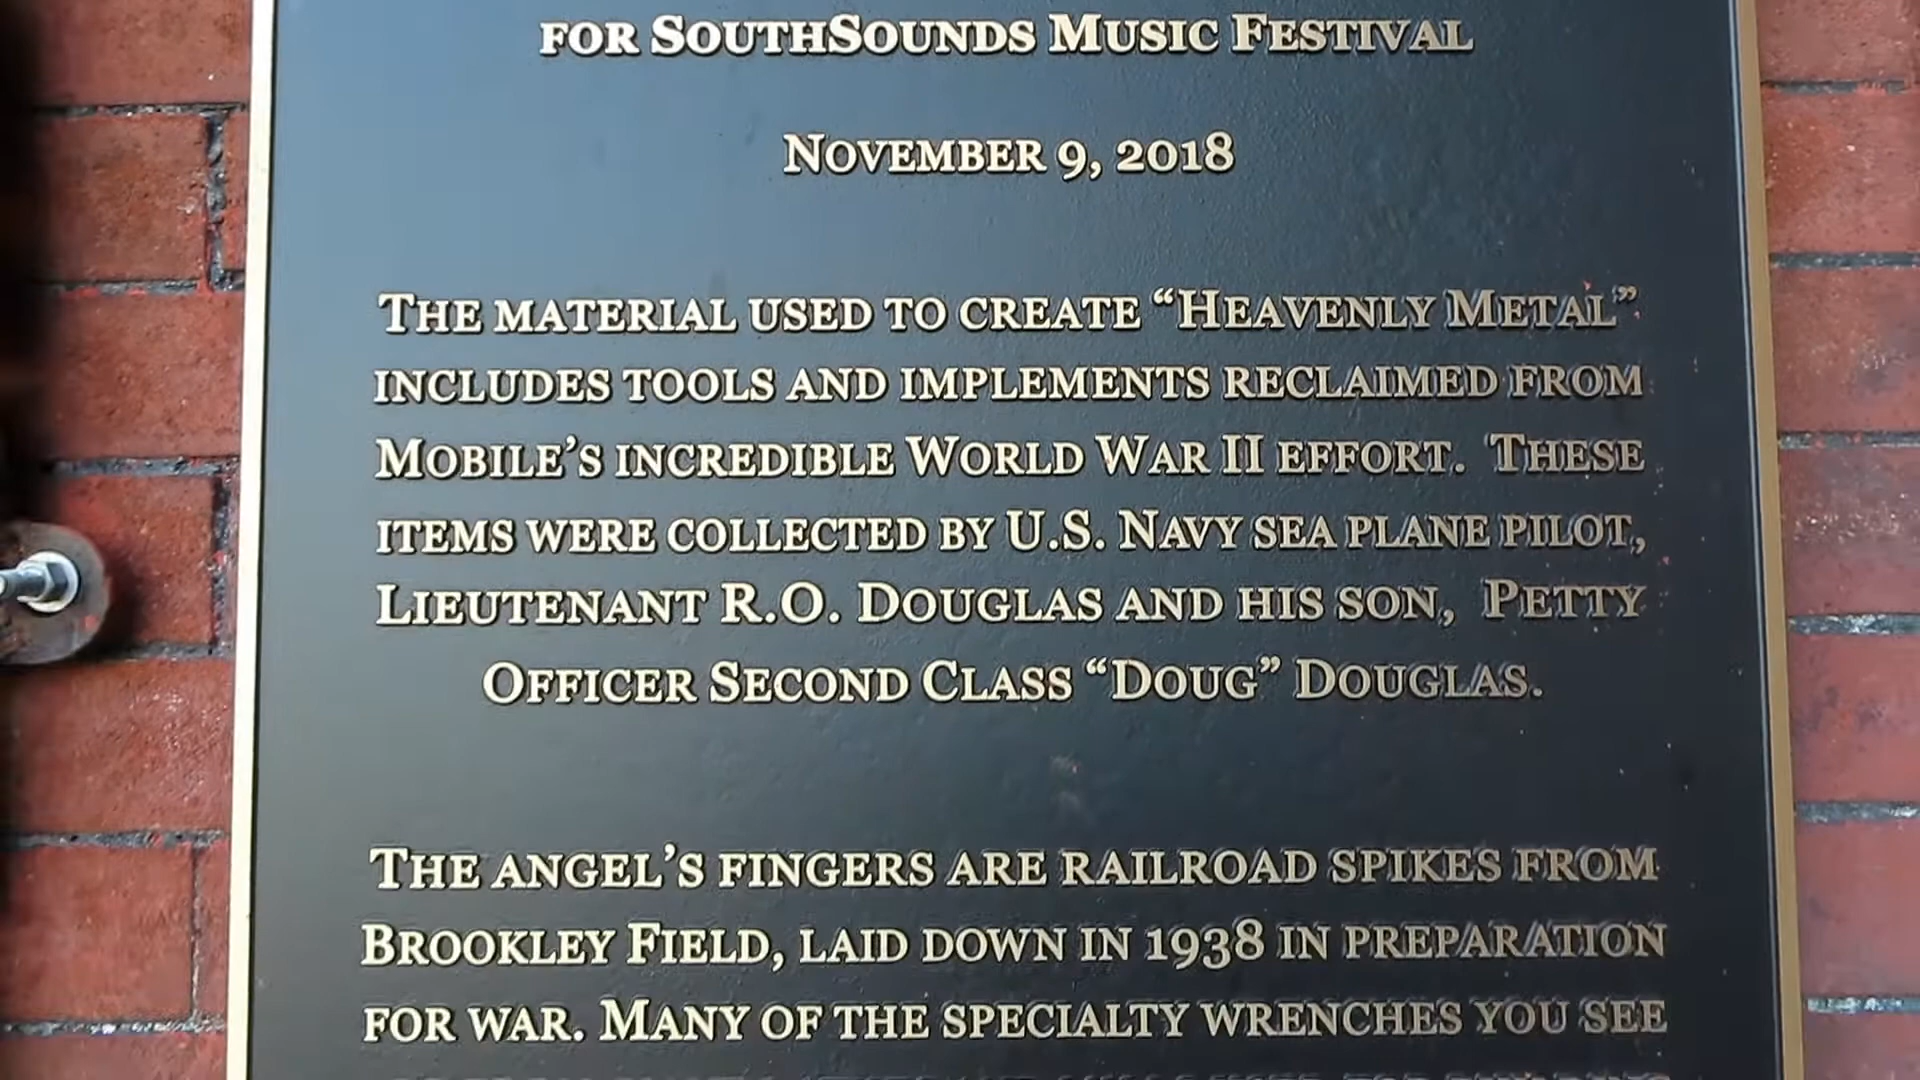 FOR SOUTHSOUNDS MUSIC FESTIVAL
NOVEMBER 9, 2018
THE MATERIAL USED TO CREATE “HEAVENLY METAL”
INCLUDES TOOLS AND IMPLEMENTS RECLAIMED FROM
MOBILE’S INCREDIBLE WORLD WAR II EFFORT. THESE
ITEMS WERE COLLECTED BY U.S. NAVY SEA PLANE PILOT,
LIEUTENANT R.O. DOUGLAS AND HIS SON, PETTY
OFFICER SECOND CLASS “DOUG” DOUGLAS.
THE ANGEL’S FINGERS ARE RAILROAD SPIKES FROM
BROOKLEY FIELD, LAID DOWN IN 1938 IN PREPARATION
FOR WAR. MANY OF THE SPECIALTY WRENCHES YOU SEE